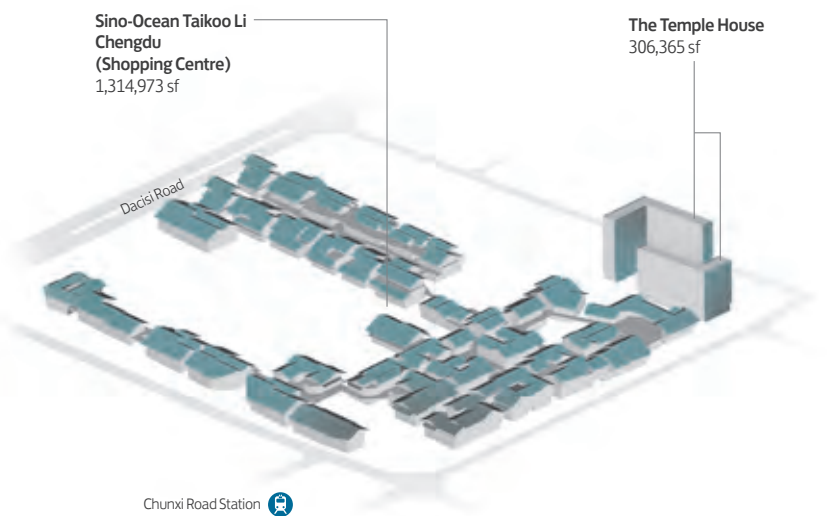 Sino-Ocean Taikoo Li
Chengdu
(Shopping Centre)
1,314,973 sf
The Temple House
306,365 sf
Dacisi Road
Chunxi Road Station